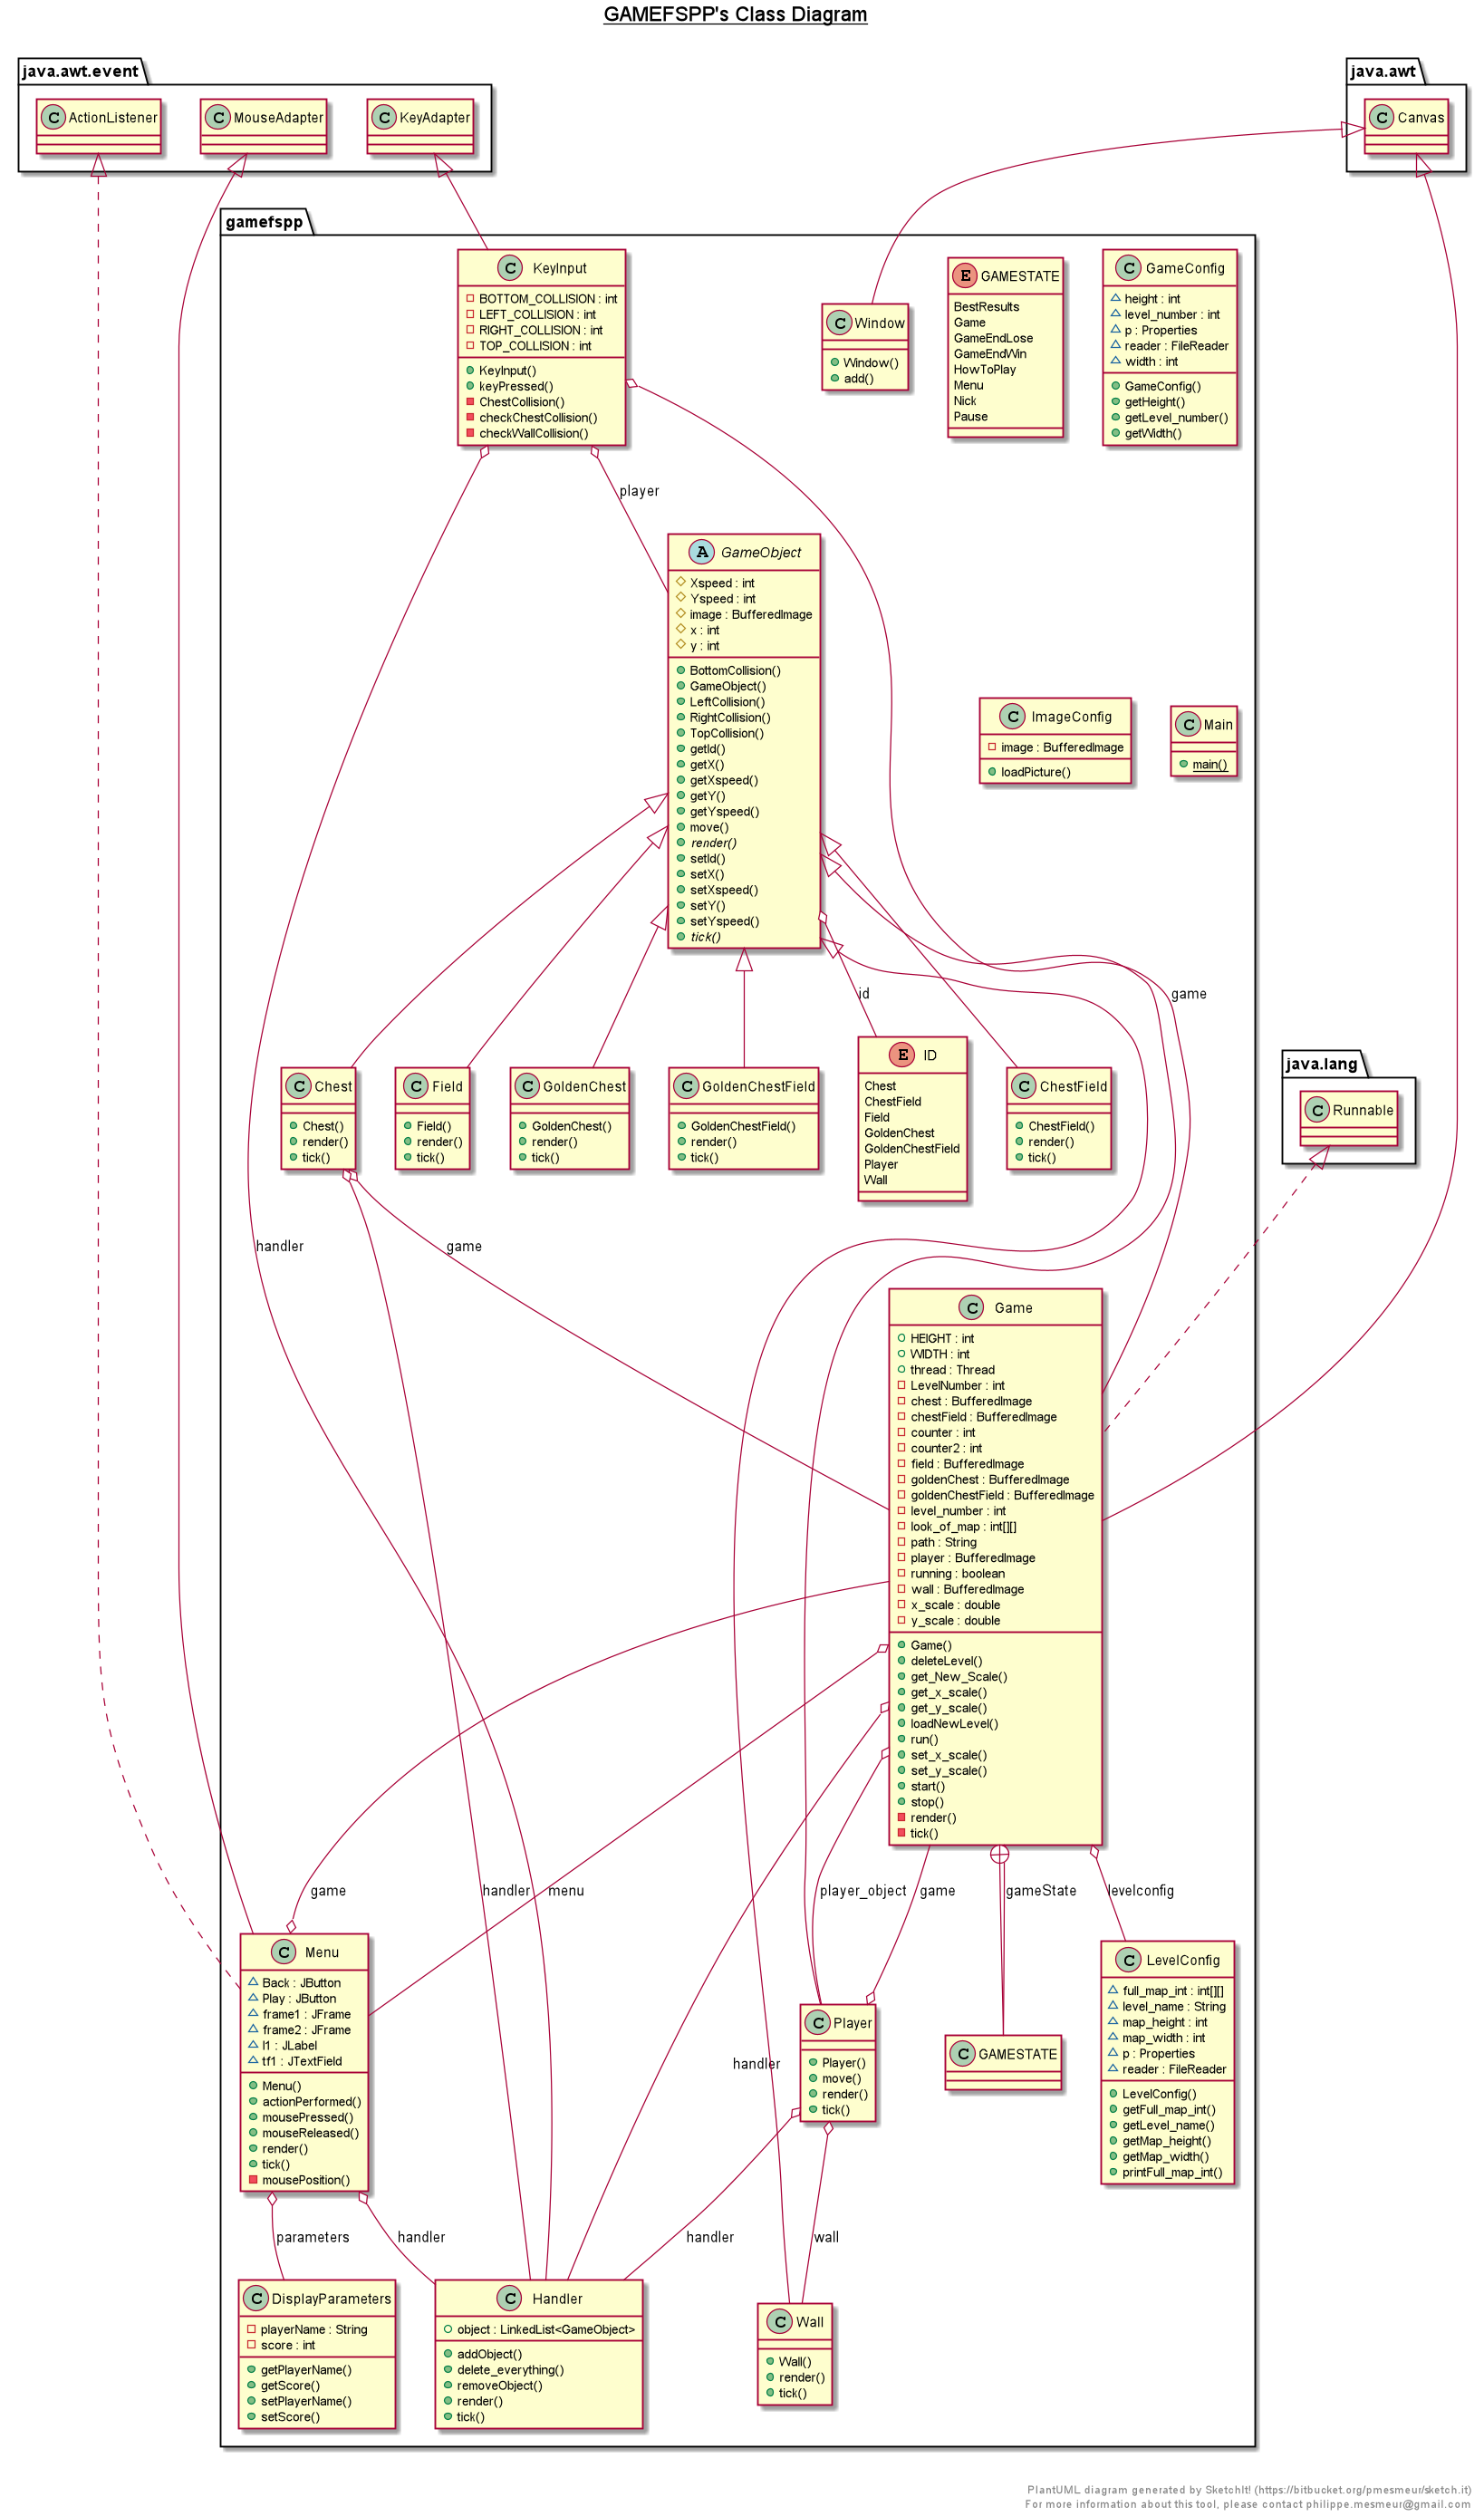 GAMEFSPP's Class Diagram
java.awt.event
C ActionListener
C MouseAdapter
C KeyAdapter
java.awt
C Canvas
gamefspp
C KeyInput
BOTTOM_COLLISION : int
LEFT_COLLISION : int
RIGHT_COLLISION : int
TOP_COLLISION : int
KeyInput()
keyPressed()
ChestCollision()
checkChestCollision()
checkWallCollision()
C Window
Window()
add()
E GAMESTATE
BestResults
Game
GameEndLose
GameEndWin
HowToPlay
Menu
Nick
Pause
C GameConfig
height : int
level_number : int
p : Properties
reader : FileReader
width : int
GameConfig()
getHeight()
getLevel_number()
getWidth()
player
A GameObject
Xspeed : int
Yspeed : int
image : BufferedImage
x : int
y : int
BottomCollision()
GameObject()
LeftCollision()
RightCollision()
TopCollision()
getId()
getX()
getXspeed()
getY()
getYspeed()
move()
render()
setId()
setX()
setXspeed()
setY()
setYspeed()
tick()
C ImageConfig
image : BufferedImage
loadPicture()
C Main
main()
id
game
C Chest
Chest()
render()
tick()
C Field
Field()
render()
tick()
C GoldenChest
GoldenChest()
render()
tick()
C GoldenChestField
GoldenChestField()
render()
tick()
E ID
Chest
ChestField
Field
GoldenChest
GoldenChestField
Player
Wall
C ChestField
ChestField()
render()
tick()
java.lang
C Runnable
handler
game
C Game
HEIGHT : int
WIDTH : int
thread : Thread
LevelNumber : int
chest : BufferedImage
chestField : BufferedImage
counter : int
counter2 : int
field : BufferedImage
goldenChest : BufferedImage
goldenChestField : BufferedImage
level_number : int
look_of_map : int[][]
path : String
player : BufferedImage
running : boolean
wall : BufferedImage
x_scale : double
y_scale : double
Game()
deleteLevel()
get_New_Scale()
get_x_scale()
get_y_scale()
loadNewLevel()
run()
set_x_scale()
set_y_scale()
start()
stop()
render()
tick()
game
handler
menu
player_object
game
gameState
levelconfig
C Menu
Back : JButton
Play : JButton
frame1 : JFrame
frame2 : JFrame
l1 : JLabel
tf1 : JTextField
Menu()
actionPerformed()
mousePressed()
mouseReleased()
render()
tick()
mousePosition()
handler
C Player
Player()
move()
render()
tick()
C GAMESTATE
C LevelConfig
full_map_int : int[][]
level_name : String
map_height : int
map_width : int
p : Properties
reader : FileReader
LevelConfig()
getFull_map_int()
getLevel_name()
getMap_height()
getMap_width()
printFull_map_int()
parameters
handler
handler
wall
C DisplayParameters
playerName : String
score : int
getPlayerName()
getScore()
setPlayerName()
setScore()
C Handler
object : LinkedList<GameObject>
addObject()
delete_everything()
removeObject()
render()
tick()
C Wall
Wall()
render()
tick()
PlantUML diagram generated by SketchIt! (https://bitbucket.org/pmesmeur/sketch.it)
For more information about this tool, please contact philippe.mesmeur@gmail.com